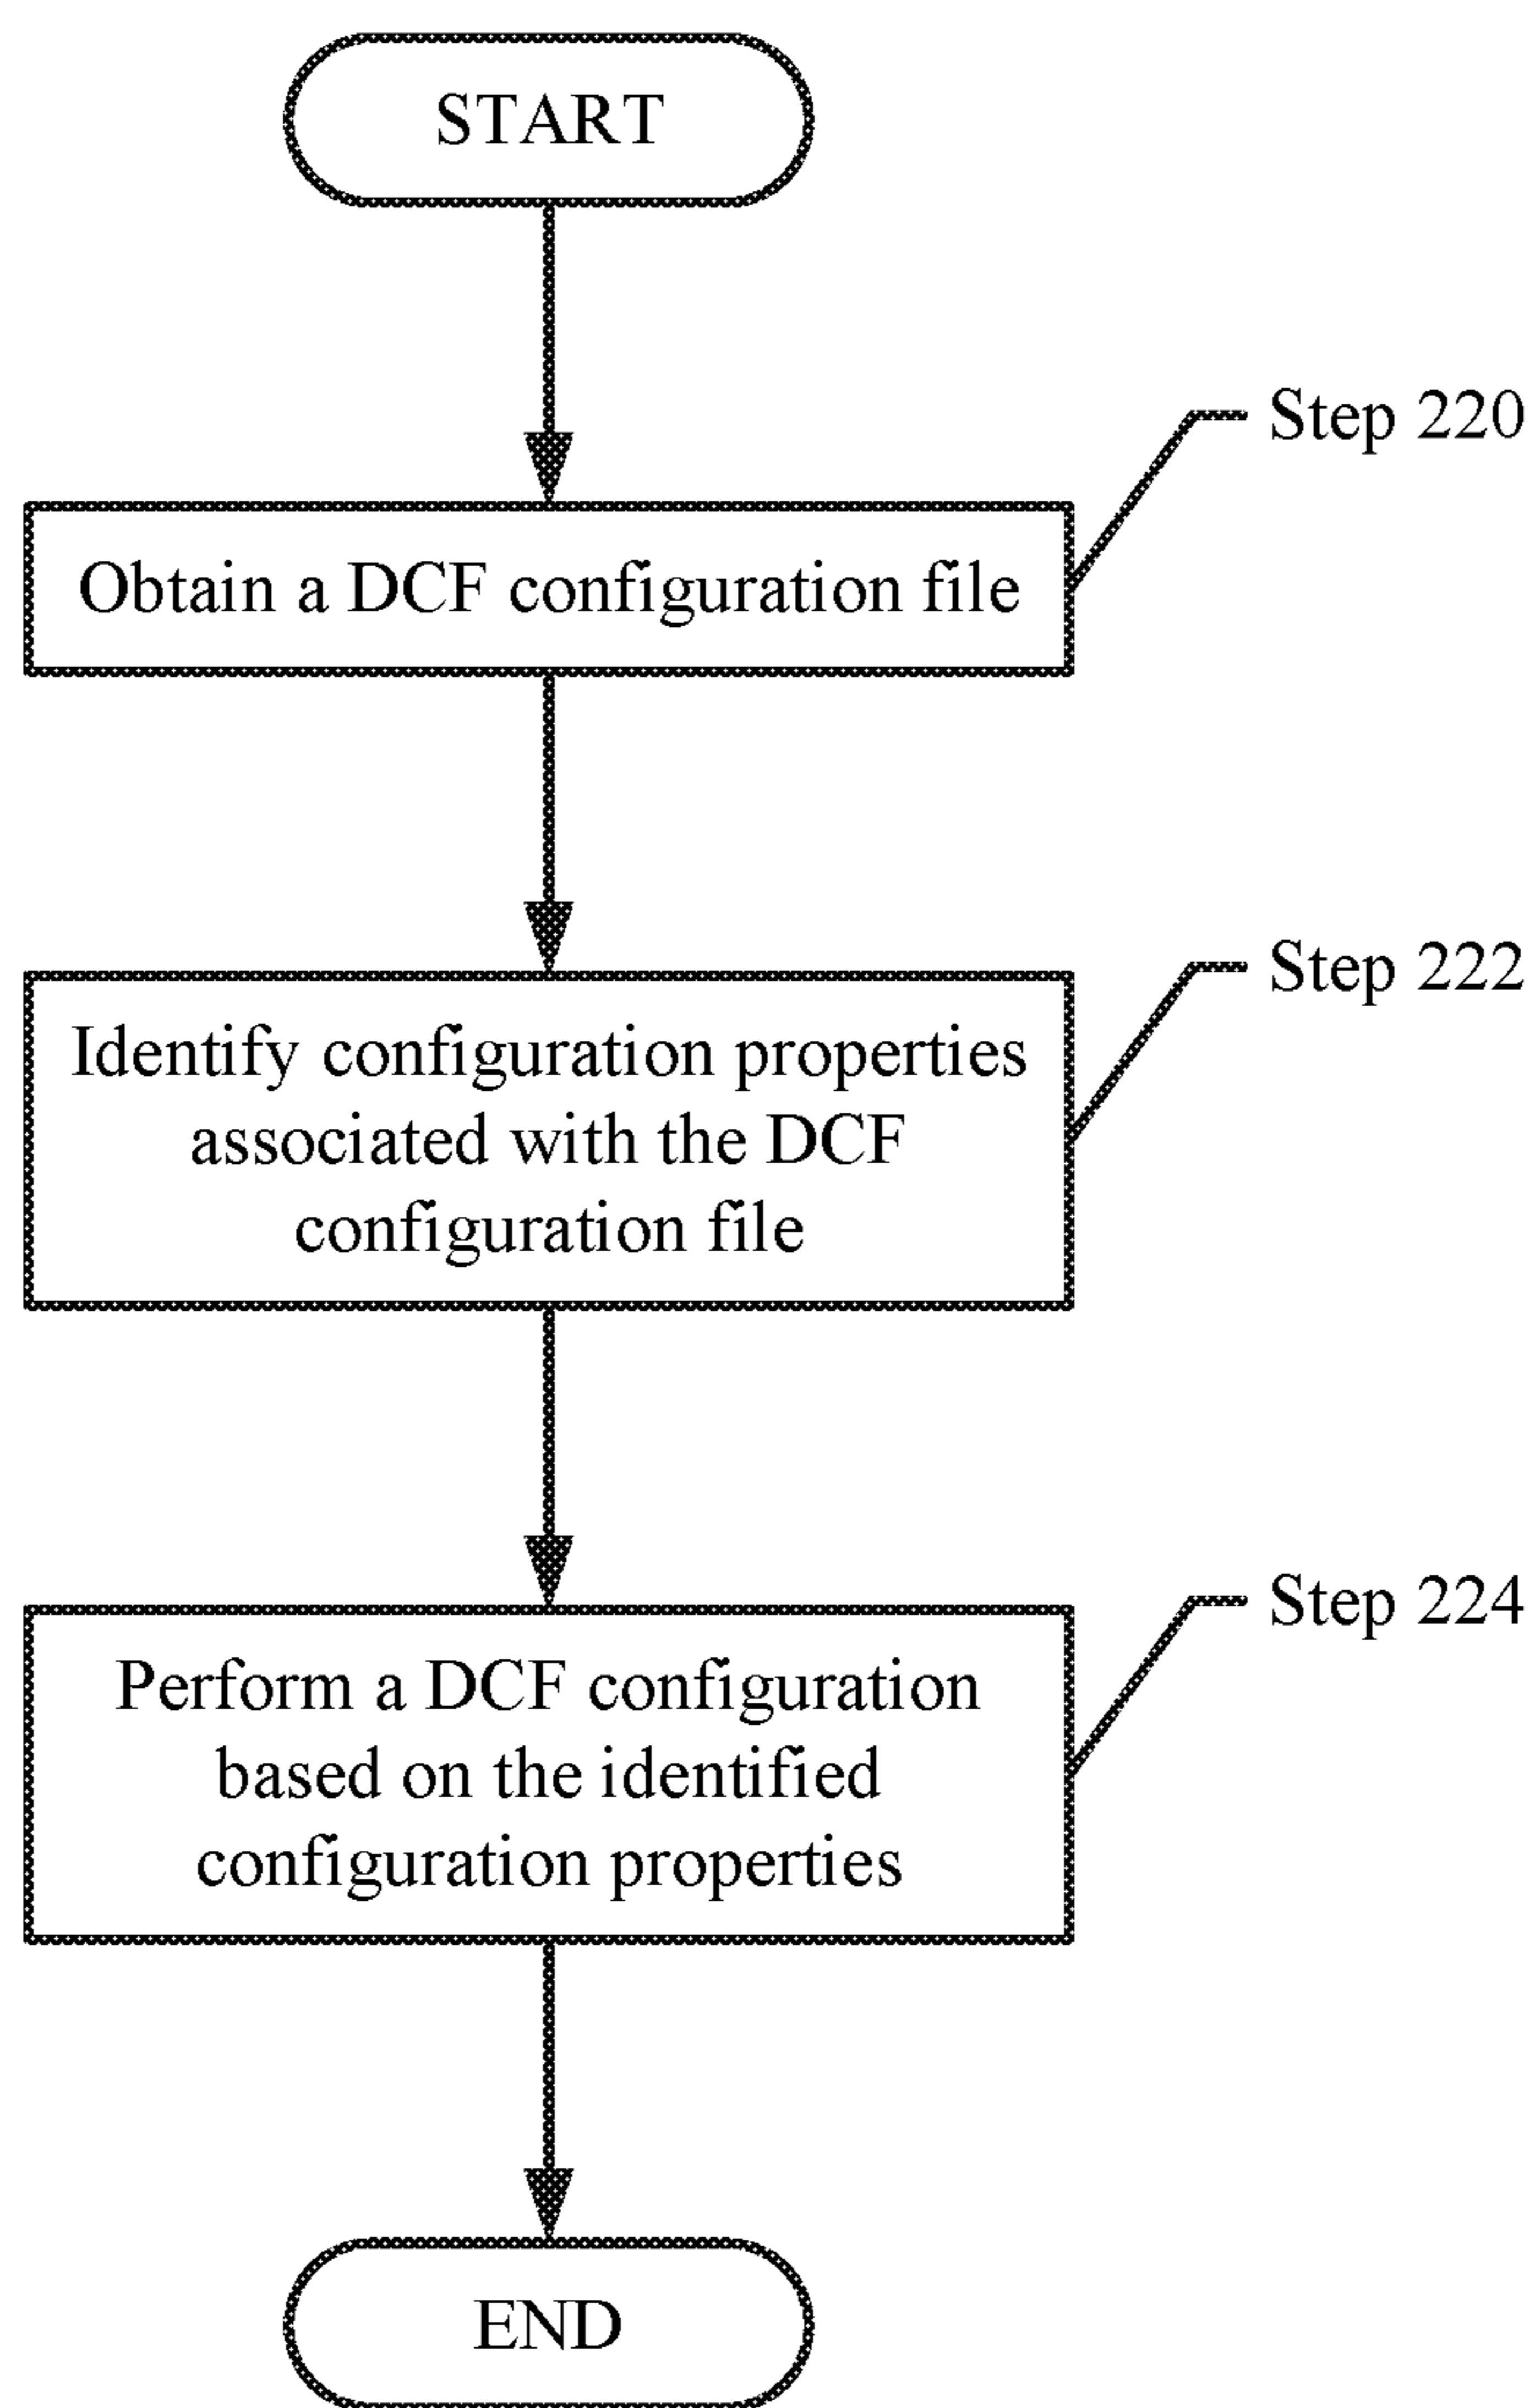 START
Step 220
Obtain a DCF configuration file
Step 222
Identify configuration properties
associated with the DCF
configuration file
Step 224
Perform a DCF configuration
based on the identified
configuration properties
END